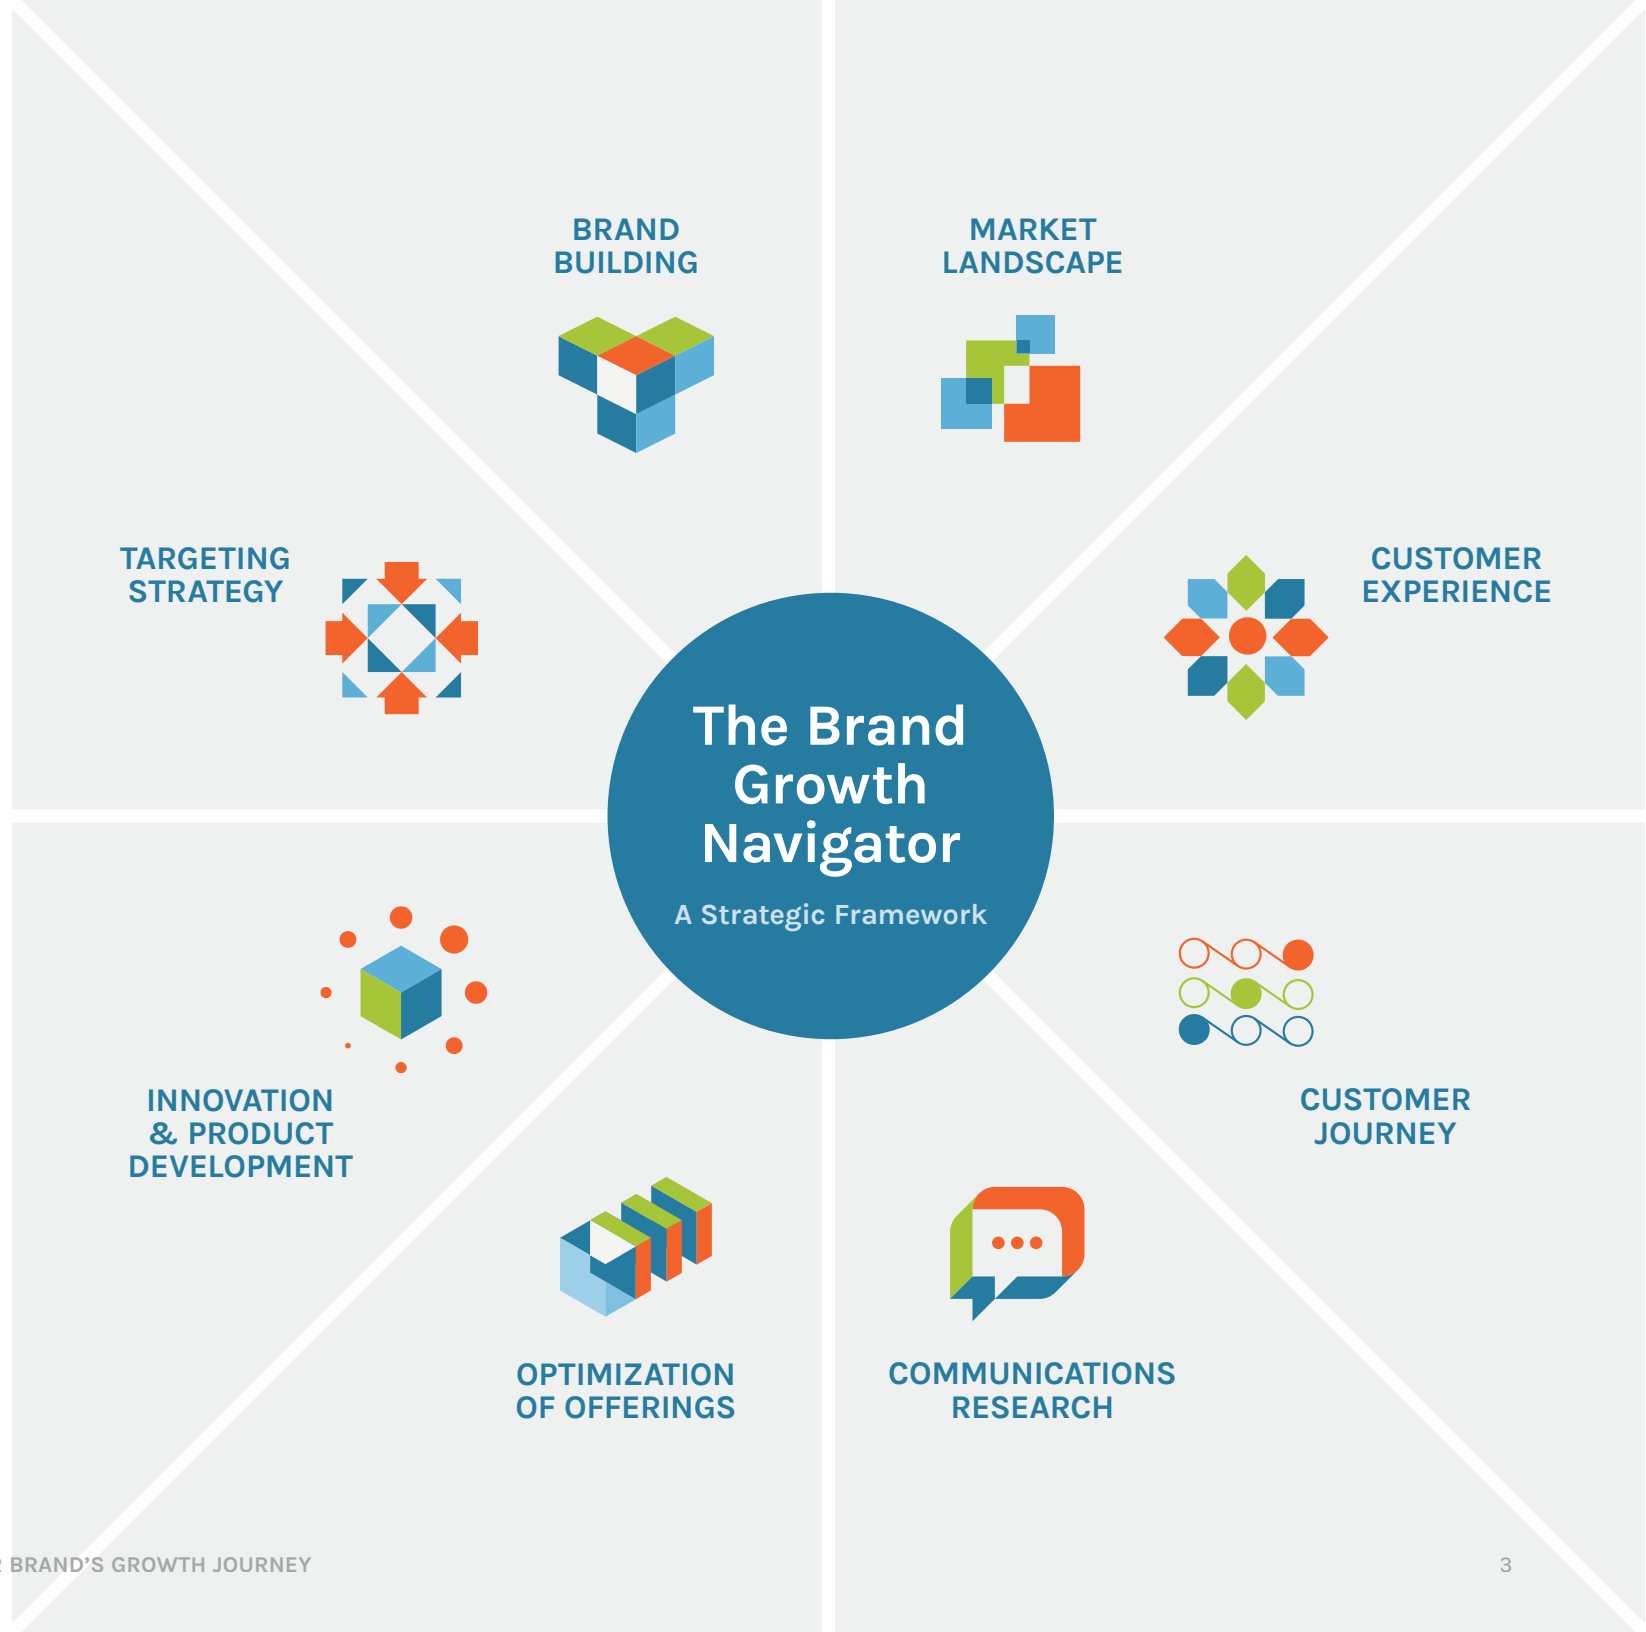 BRAND
BUILDING
MARKET
LANDSCAPE
TARGETING
STRATEGY
CUSTOMER
EXPERIENCE
The Brand
Growth
Navigator
A Strategic Framework
INNOVATION
& PRODUCT
DEVELOPMENT
CUSTOMER
JOURNEY
OPTIMIZATION
OF OFFERINGS
COMMUNICATIONS
RESEARCH
BRAND’S GROWTH JOURNEY
3